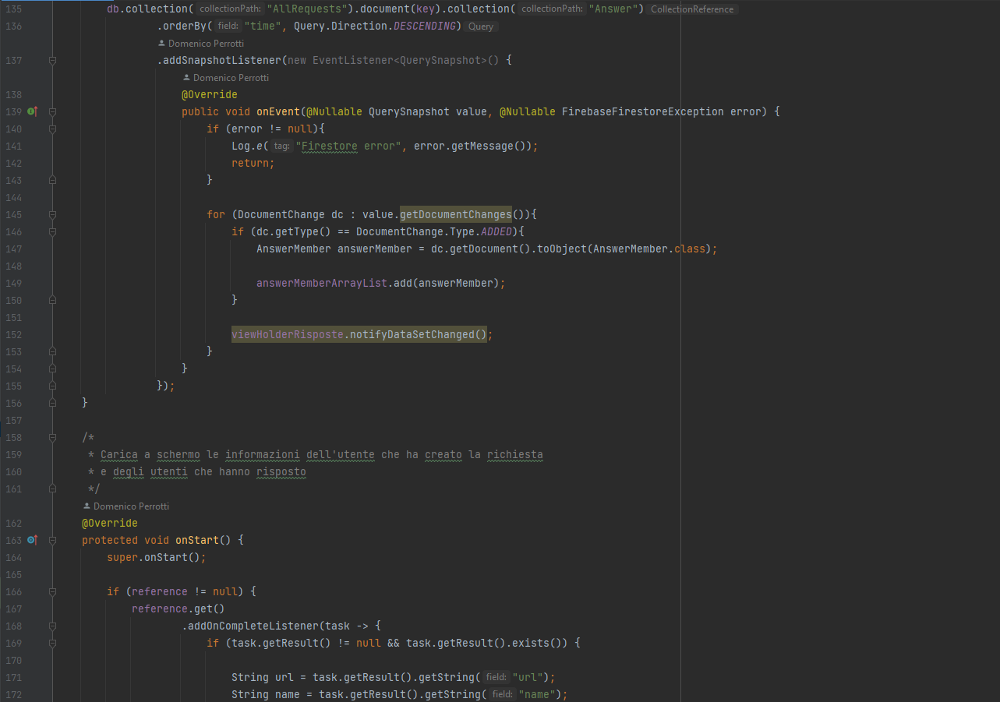 135 db.collection( collectionPath: "AllRequests").document(key).collection( collectionPath: "Answer") CollectionReference
136 .orderBy( field: "time", Query.Direction.DESCENDING) Query
Domenico Perrotti
137 .addSnapshotListener(new EventListener<QuerySnapshot>() {
Domenico Perrotti
138 @Override
139 public void onEvent(@Nullable QuerySnapshot value, @Nullable FirebaseFirestoreException error) {
140 if (error != null){
141 Log.e( tag: "Firestore error", error.getMessage());
142 return;
143 }
144
145 for (DocumentChange dc : value.getDocumentChanges()){
146 if (dc.getType() == DocumentChange.Type.ADDED){
147 AnswerMember answerMember = dc.getDocument().toObject(AnswerMember.class);
148
149 answerMemberArrayList.add(answerMember);
150 }
151
152 viewHolderRisposte.notifyDataSetChanged();
153 }
154 }
155 });
156 }
157
158 /*
159 * Carica a schermo le informazioni dell'utente che ha creato la richiesta
160 * e degli utenti che hanno risposto
161 */
Domenico Perrotti
162 @Override
163 protected void onStart() {
164 super.onStart();
165
166 if (reference != null) {
167 reference.get()
168 .addOnCompleteListener(task -> {
169 if (task.getResult() != null && task.getResult().exists()) {
170
171 String url = task.getResult().getString( field: "url");
172 String name = task.getResult().getString( field: "name");